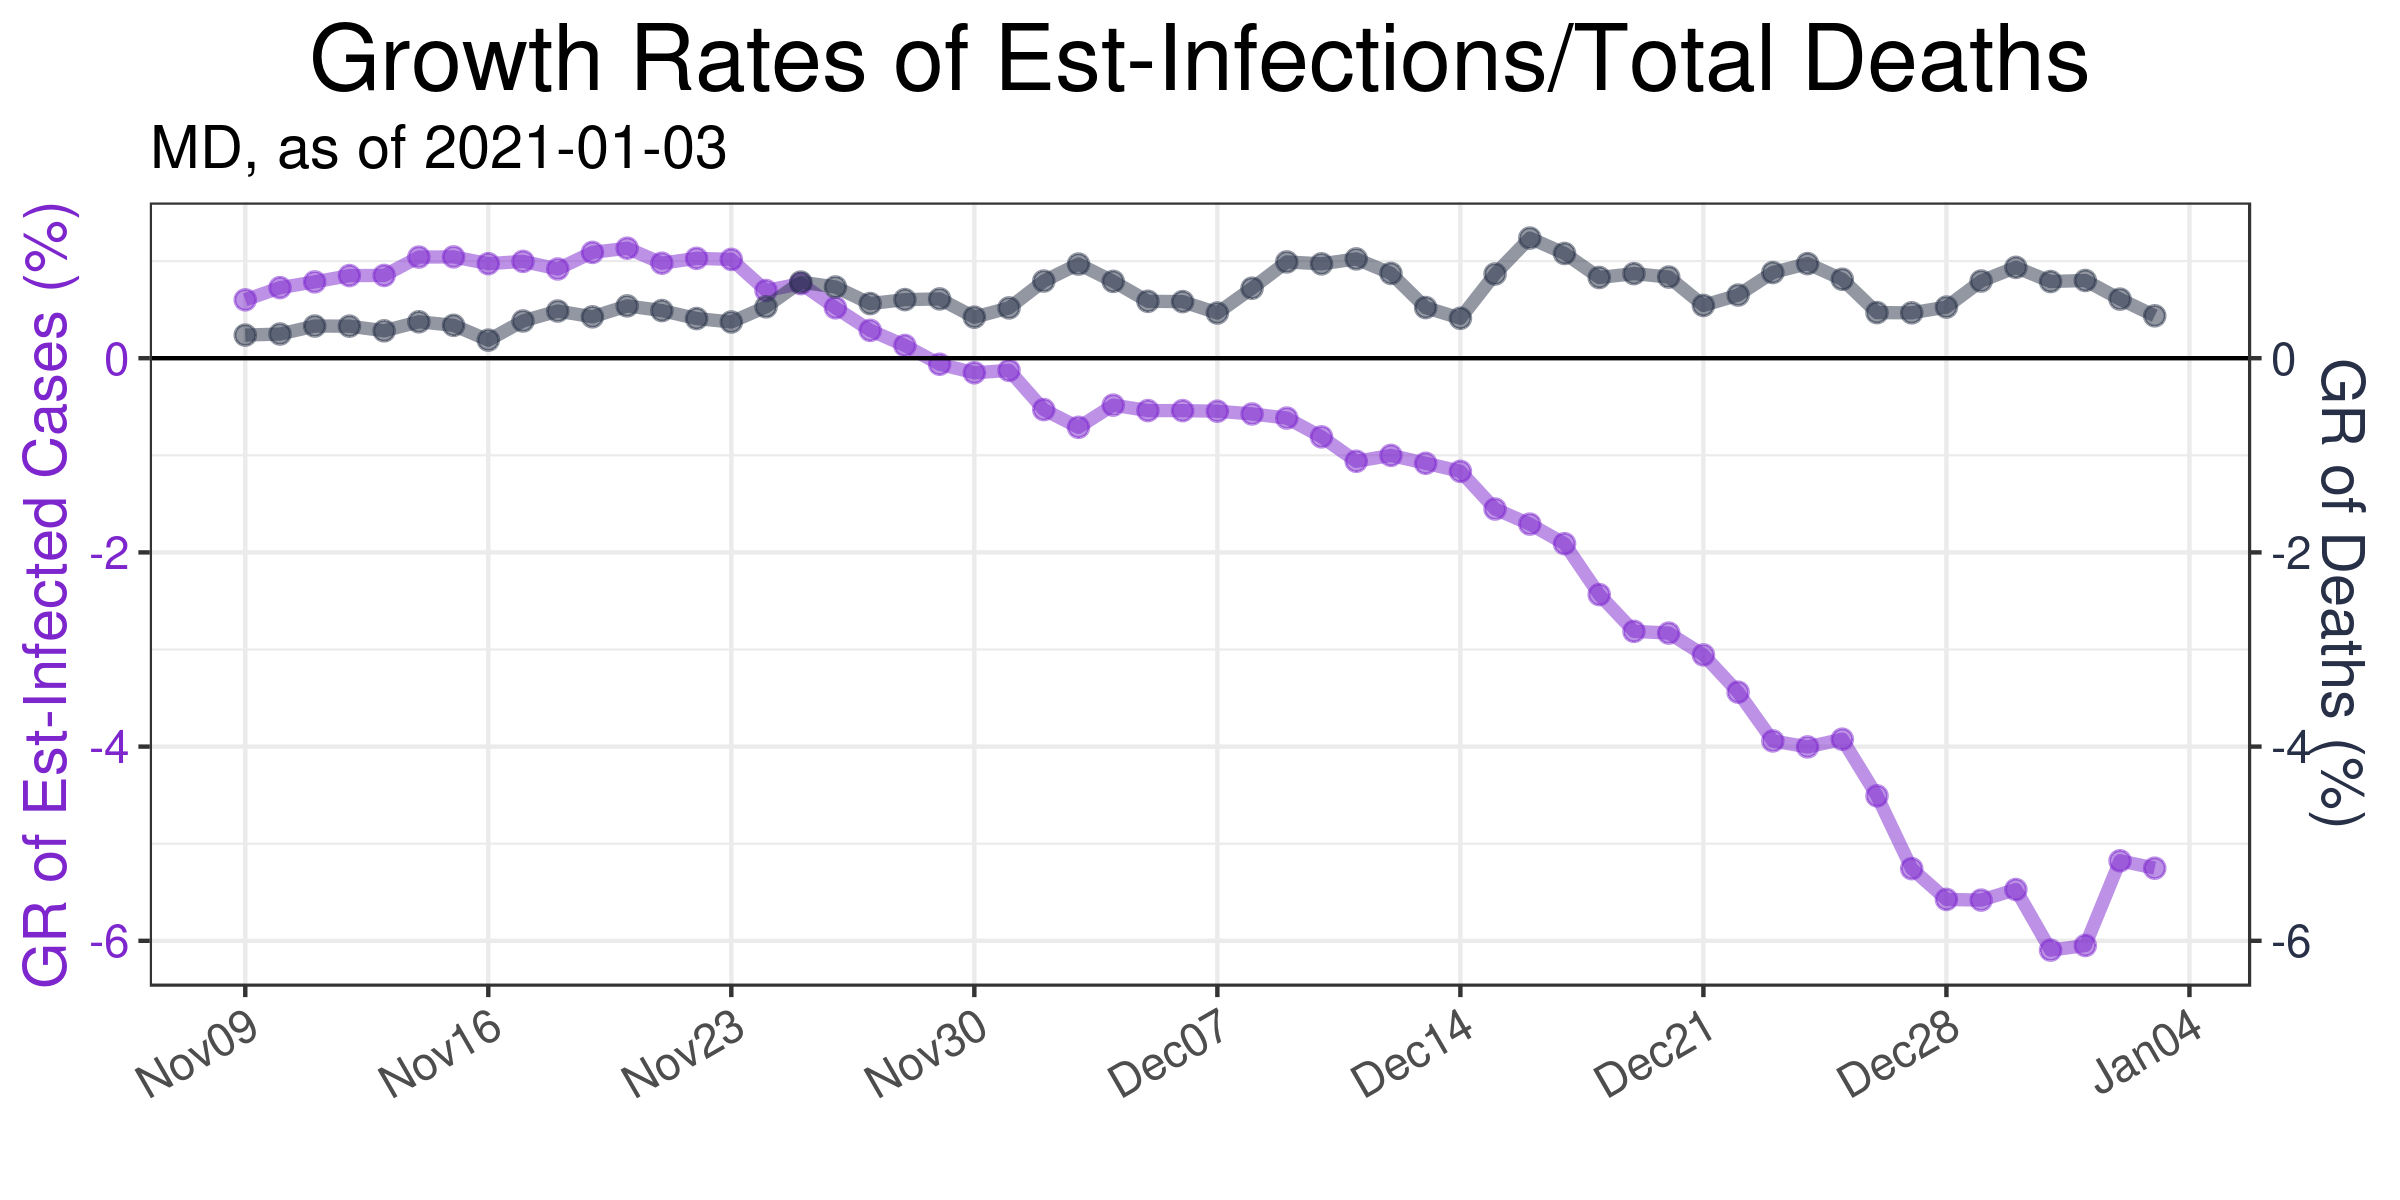 Growth Rates of Est-Infections/Total Deaths
MD, as of 2021-01-03
GR of Est-Infected Cases (%)
0
-2
-4
-6
0
-2
-4
-6
GR of Deaths (%)
Nov09
Nov16
Nov23
Nov30
Dec07
Dec14
Dec21
Dec28
Jan04